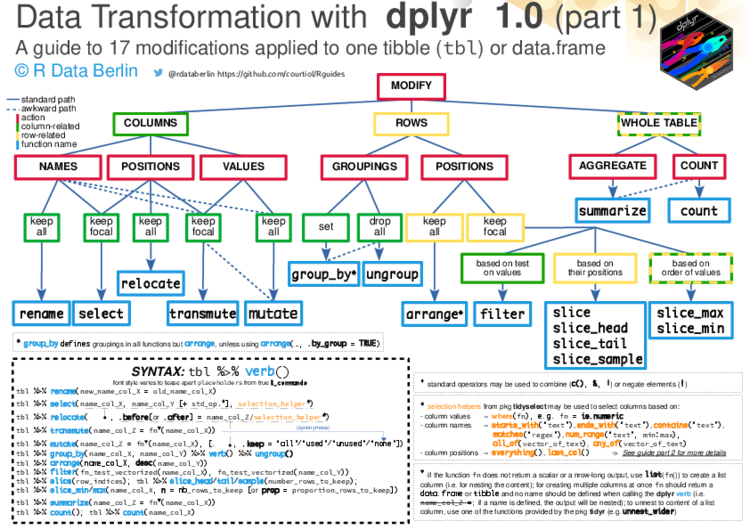 Data Transformation with dplyr 1.0 (part 1)
A guide to 17 modifications applied to one tibble (tbl) or data.frame
© R Data Berlin @rdataberlin https://github.com/courtiol/Rguides
dplyr
MODIFY
standard path
awkward path
action
column-related
row-related
function name
COLUMNS ROWS WHOLE TABLE
NAMES POSITIONS VALUES GROUPINGS POSITIONS AGGREGATE COUNT
summarize count
keep all keep focal keep all keep focal keep all set drop all keep all keep focal
relocate group_by* ungroup
based on test on values based on their positions based on order of values
rename select transmute mutate arrange* filter
slice
slice_head
slice_tail
slice_sample
slice_max
slice_min
* group_by defines groupings in all functions but arrange, unless using arrange(., .by_group = TRUE)
SYNTAX: tbl %>% verb()
font style varies to tease apart placeholders from true R_commands
tbl %>% rename(new_name_col_X = old_name_col_X)
tbl %>% select(name_col_X, name_col_Y [+ std_op.*], selection_helper*)
tbl %>% relocate( .before[or .after] = name_col_Z/selection_helper*)
tbl %>% transmute(name_col_Z = fn*(name_col_X)) (synonymous)
tbl %>% mutate(name_col_Z = fn*(name_col_X), [. .keep = "all"/"used"/"unused"/"none"])
tbl %>% group_by(name_col_X, name_col_Y) %>% verb() %>% ungroup()
tbl %>% arrange(name_col_X, desc(name_col_Y))
tbl %>% filter(fn_test_vectorized(name_col_X), fn_test_vectorized(name_col_Y))
tbl %>% slice(row_indices); tbl %>% slice_head/tail/sample(number_rows_to_keep);
tbl %>% slice_min/max(name_col_X, n = nb_rows_to_keep [or prop = proportion_rows_to_keep])
tbl %>% summarize(name_col_Z = fn*(name_col_X))
tbl %>% count(); tbl %>% count(name_col_X)
* standard operators may be used to combine (c(), &, |) or negate elements (!)
* selection helpers from pkg tidyselect may be used to select columns based on:
- column values → where(fn), e.g. fn = is.numeric
- column names → starts_with("text"), ends_with("text"), contains("text"),
matches("regex"), num_range("text", min:max),
all_of(vector_of_text), any_of(vector_of_text)
- column positions → everything(), last_col() -> See guide part 2 for more details
* if the function fn does not return a scalar or a nrow-long output, use list(fn()) to create a list
column (i.e. for nesting the content); for creating multiple columns at once fn should return a
data.frame or tibble and no name should be defined when calling the dplyr verb (i.e.
name_col_Z = ; if a name is defined, the output will be nested); to unnest to content of a list
column, use one of the functions provided by the pkg tidyr (e.g. unnest_wider)